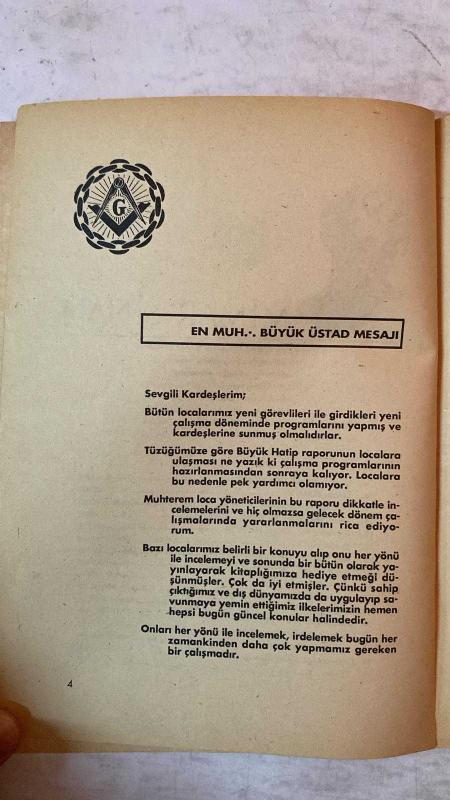 G
EN MUH.·. BÜYÜK ÜSTAD MESAJI
Sevgili Kardeşlerim;
Bütün localarımız yeni görevlileri ile girdikleri yeni
çalışma döneminde programlarını yapmış ve
kardeşlerine sunmuş olmalıdırlar.
Tüzüğümüze göre Büyük Hatip raporunun localara
ulaşması ne yazık ki çalışma programlarının
hazırlanmasından sonraya kalıyor. Localara
bu nedenle pek yardımcı olamıyor.
Muhterem loca yöneticilerinin bu raporu dikkatle in-
celemelerini ve hiç olmazsa gelecek dönem ça-
lışmalarında yararlanmalarını rica ediyo-
rum.
Bazı localarımız belirli bir konuyu alıp onu her yönü
ile incelemeyi ve sonunda bir bütün olarak ya-
yınlayarak kitaplığımıza hediye etmeği dü-
şünmüşler. Çok da iyi etmişler. Çünkü sahip
çıktığımız ve dış dünyamızda da uygulayıp sa-
vunmaya yemin ettiğimiz ilkelerimizin hemen
hepsi bugün güncel konular halindedir.
Onları her yönü ile incelemek, irdelemek bugün her
zamankinden daha çok yapmamız gereken
bir çalışmadır.
4